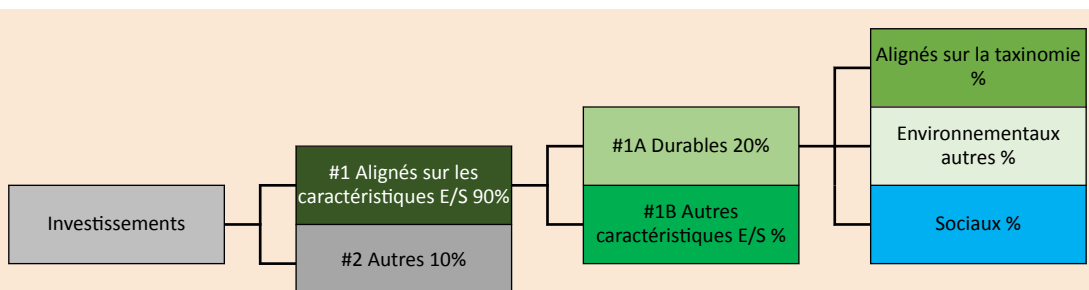 Investissements
#1 Alignés sur les
caractéristiques E/S 90%
#2 Autres 10%
#1A Durables 20%
#1B Autres
caractéristiques E/S %
Alignés sur la taxinomie
%
Environnementaux
autres %
Sociaux %